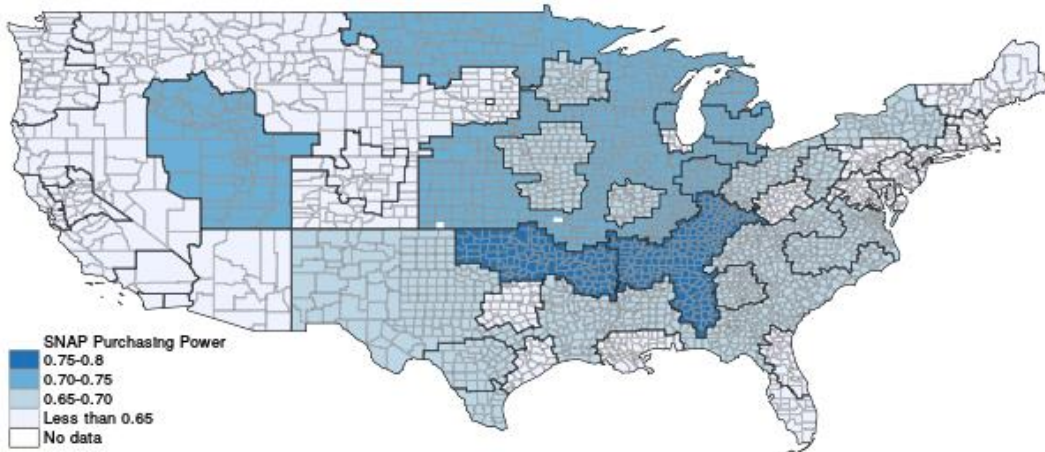 SNAP Purchasing Power
0.75-0.8
0.70-0.75
0.65-0.70
Less than 0.65
No data